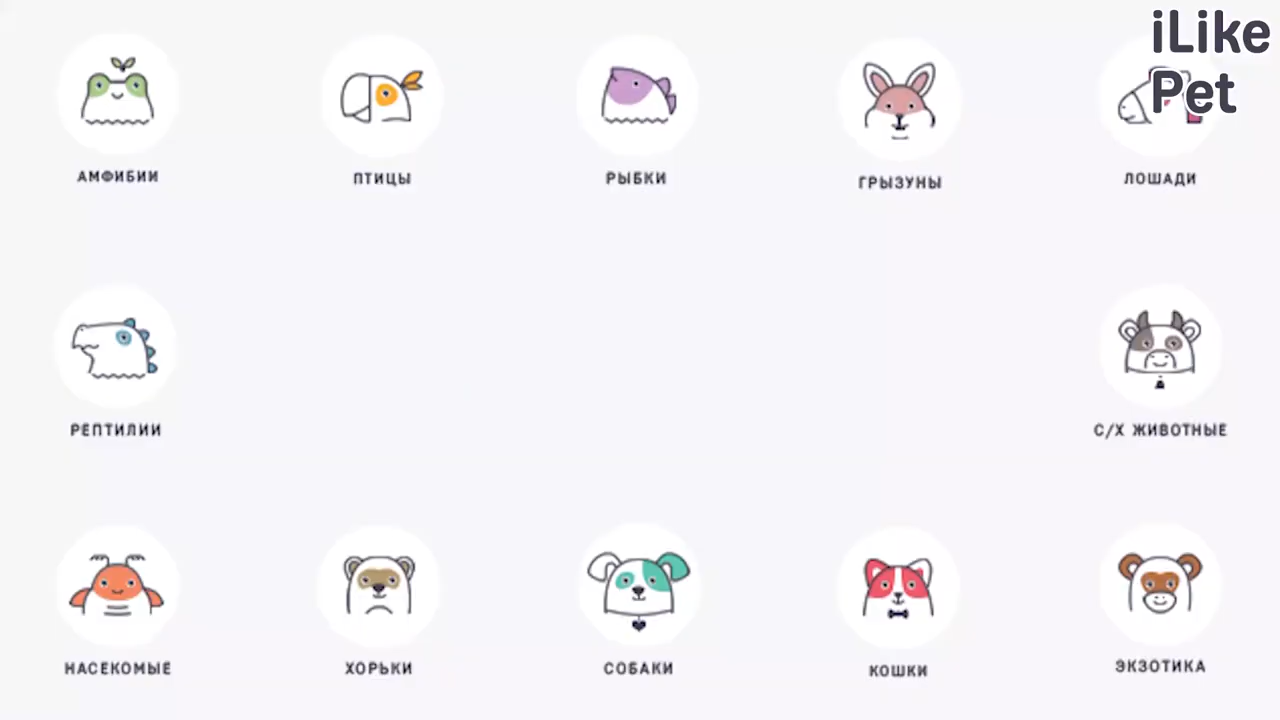 iLike
Pet
АМФИБИИ
ПТИЦЫ
РЫБКИ
ГРЫЗУНЫ
ЛОШАДИ
РЕПТИЛИИ
С/Х ЖИВОТНЫЕ
НАСЕКОМЫЕ
ХОРЬКИ
СОБАКИ
КОШКИ
ЭКЗОТИКА